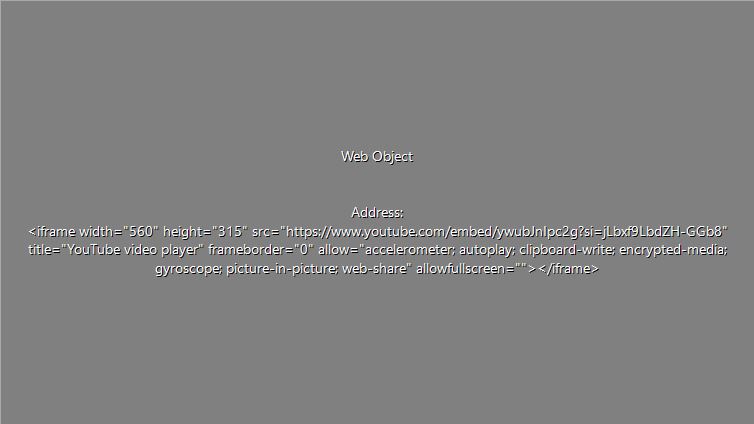 Web Object
Address:
<iframe width="560" height="315" src="https://www.youtube.com/embed/ywubJnIpc2g?si=jLbxf9LbdZH-GGb8"
title="YouTube video player" frameborder="0" allow="accelerometer; autoplay; clipboard-write; encrypted-media;
gyroscope; picture-in-picture; web-share" allowfullscreen=""></iframe>